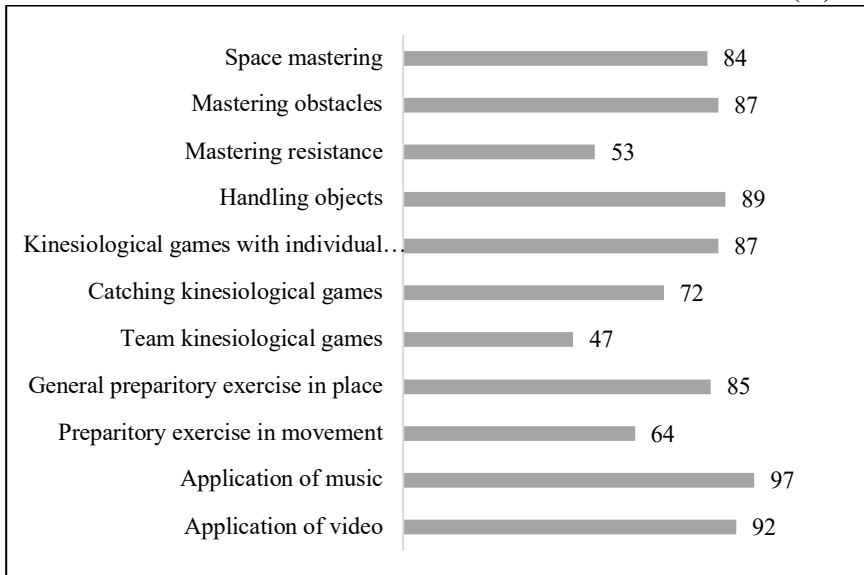 Space mastering 84
Mastering obstacles 87
Mastering resistance 53
Handling objects 89
Kinesiological games with individual… 87
Catching kinesiological games 72
Team kinesiological games 47
General preparitory exercise in place 85
Preparitory exercise in movement 64
Application of music 97
Application of video 92